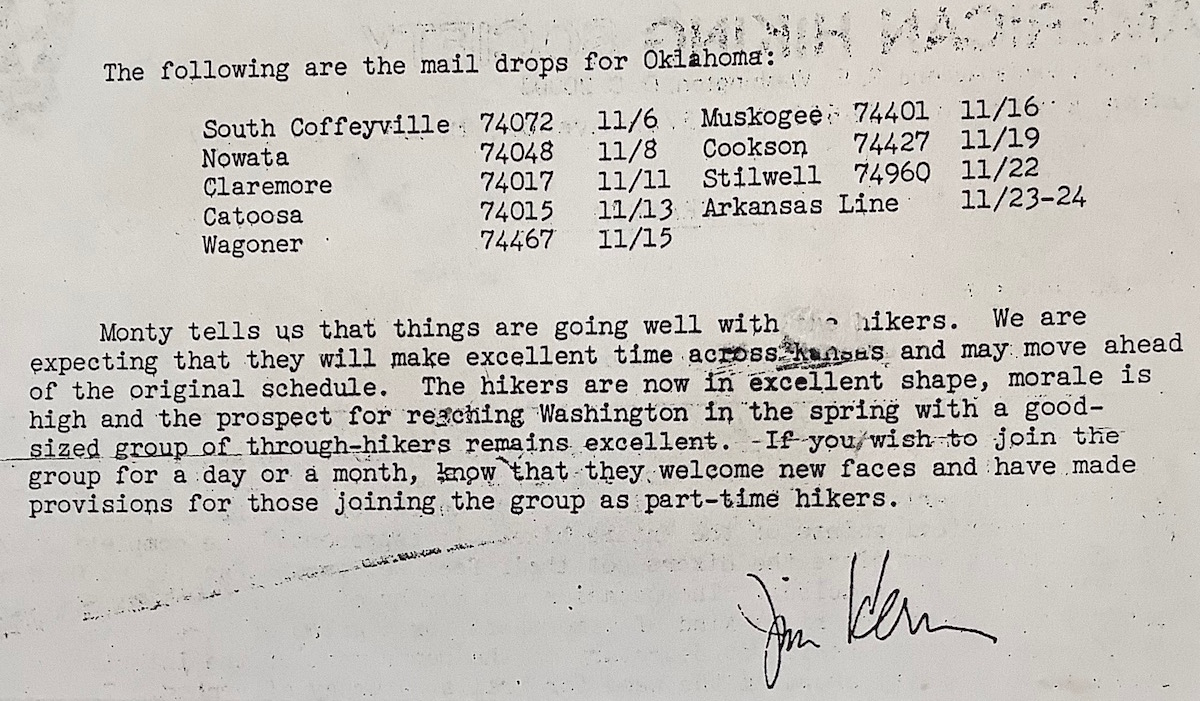 The following are the mail drops for Oklahoma:
South Coffeyville 74072 11/6 Muskogee 74401 11/16
Nowata 74048 11/8 Cookson 74427 11/19
Claremore 74017 11/11 Stilwell 74960 11/22
Catoosa 74015 11/13 Arkansas Line 11/23-24
Wagoner 74467 11/15
Monty tells us that things are going well with the hikers. We are
expecting that they will make excellent time across Kansas and may move ahead
of the original schedule. The hikers are now in excellent shape, morale is
high and the prospect for reaching Washington in the spring with a good-
sized group of through-hikers remains excellent. If you wish to join the
group for a day or a month, know that they welcome new faces and have made
provisions for those joining the group as part-time hikers.
Jim Kern